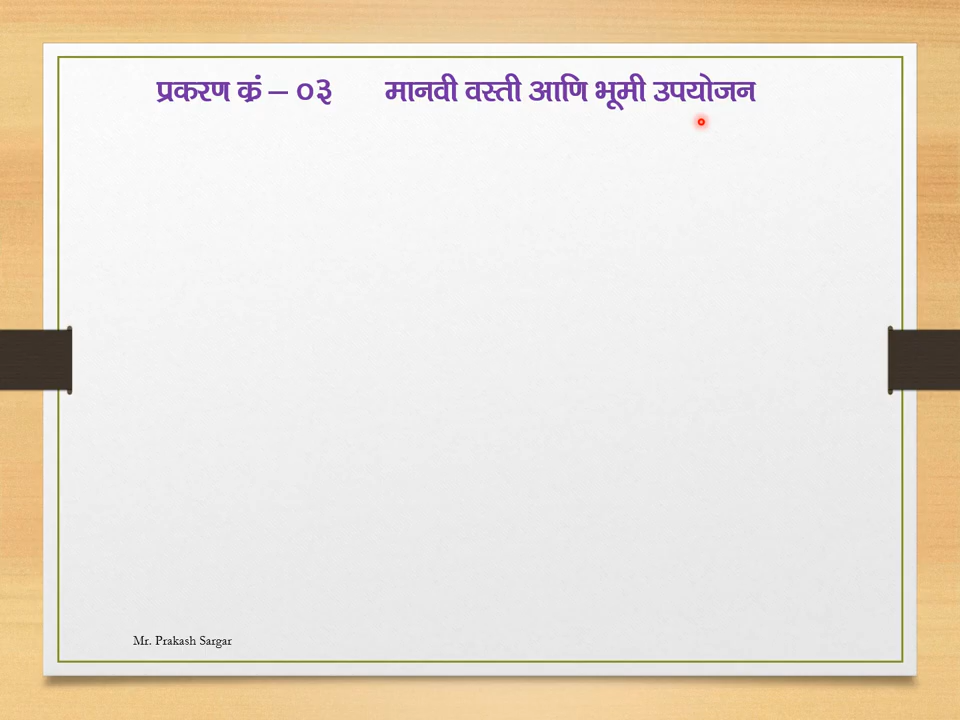 प्रकरण क्रं – ०३ मानवी वस्ती आणि भूमी उपयोजन
Mr. Prakash Sargar